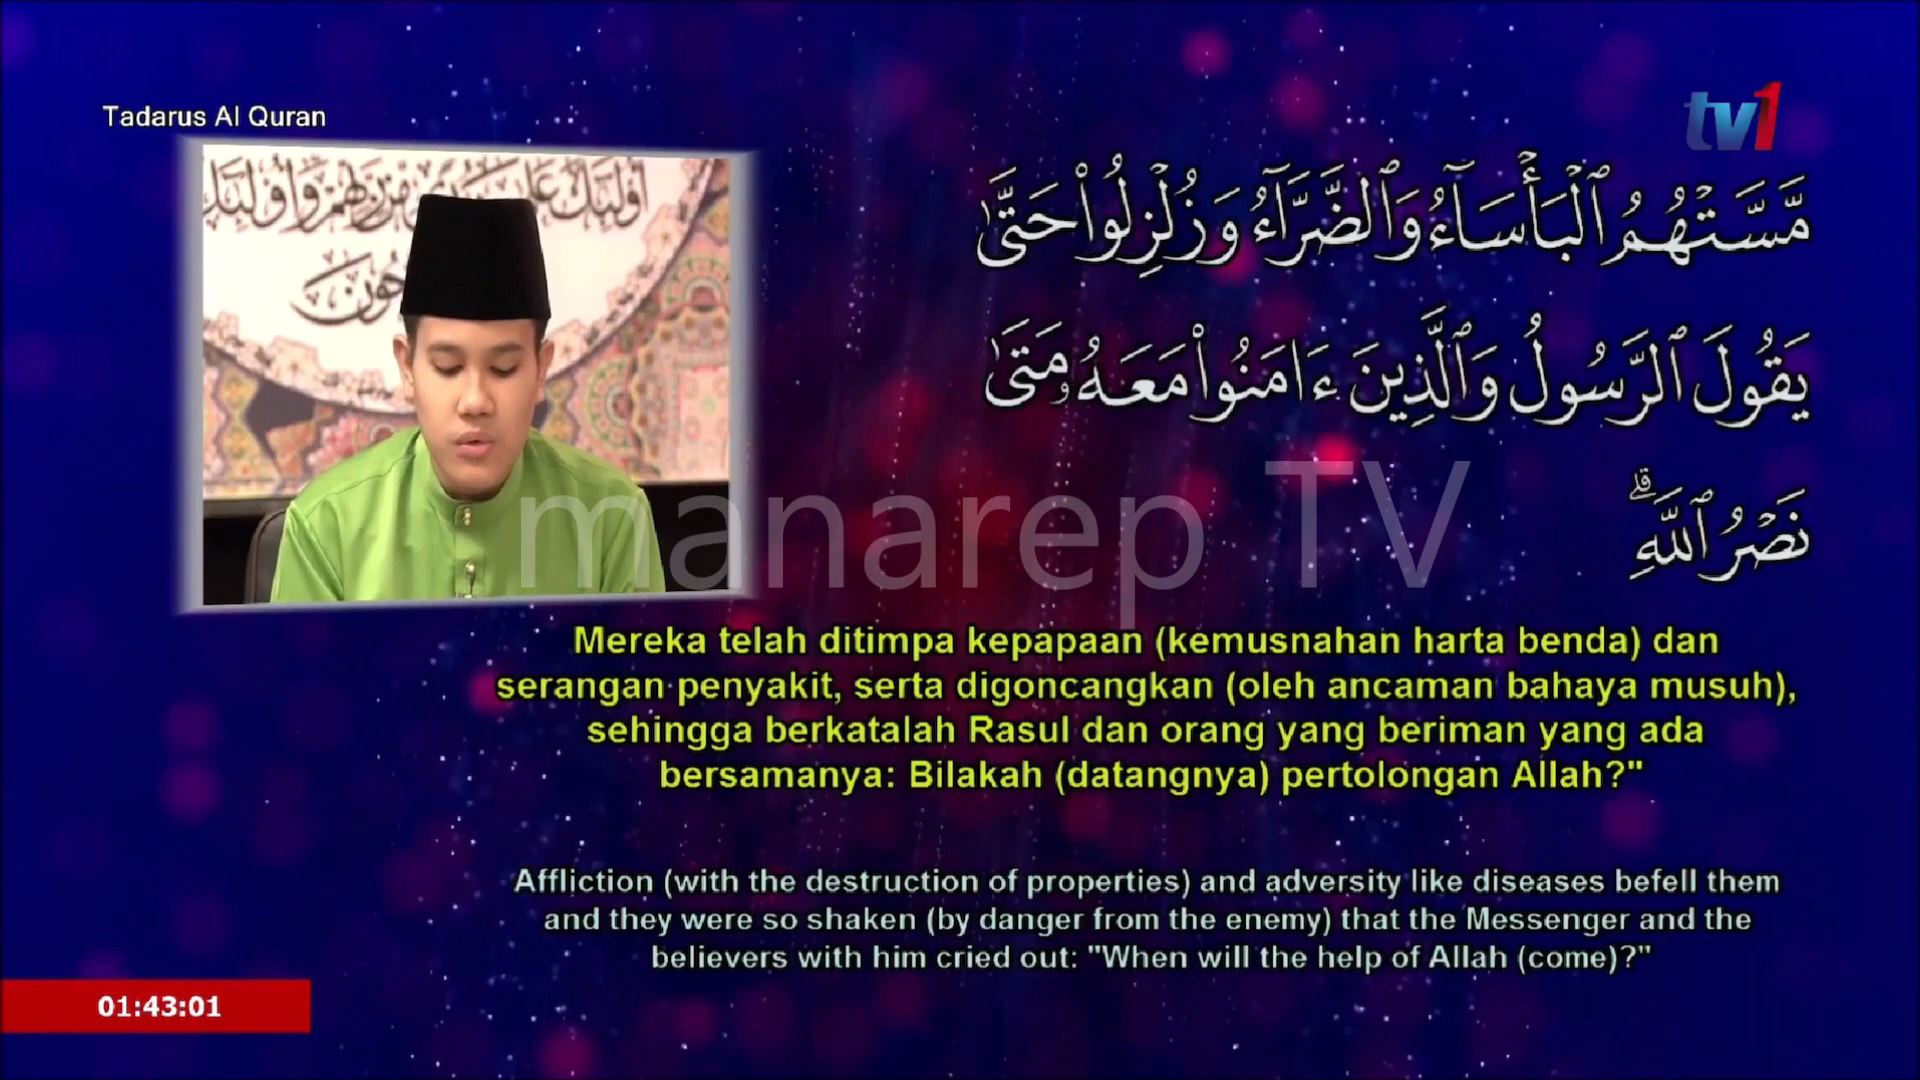 Tadarus Al Quran
tv1
أُو۟لَٰٓئِكَ عَلَىٰ
مِّن رَّبِّهِمْ وَأُو۟لَٰٓئِكَ
مَّسَّتْهُمُ ٱلْبَأْسَآءُ وَٱلضَّرَّآءُ وَزُلْزِلُوا۟ حَتَّىٰ
يَقُولَ ٱلرَّسُولُ وَٱلَّذِينَ ءَامَنُوا۟ مَعَهُۥ مَتَىٰ
نَصْرُ ٱللَّهِ ۗ
manarep TV
Mereka telah ditimpa kepapaan (kemusnahan harta benda) dan
serangan penyakit, serta digoncangkan (oleh ancaman bahaya musuh),
sehingga berkatalah Rasul dan orang yang beriman yang ada
bersamanya: Bilakah (datangnya) pertolongan Allah?"
Affliction (with the destruction of properties) and adversity like diseases befell them
and they were so shaken (by danger from the enemy) that the Messenger and the
believers with him cried out: "When will the help of Allah (come)?"
01:43:01